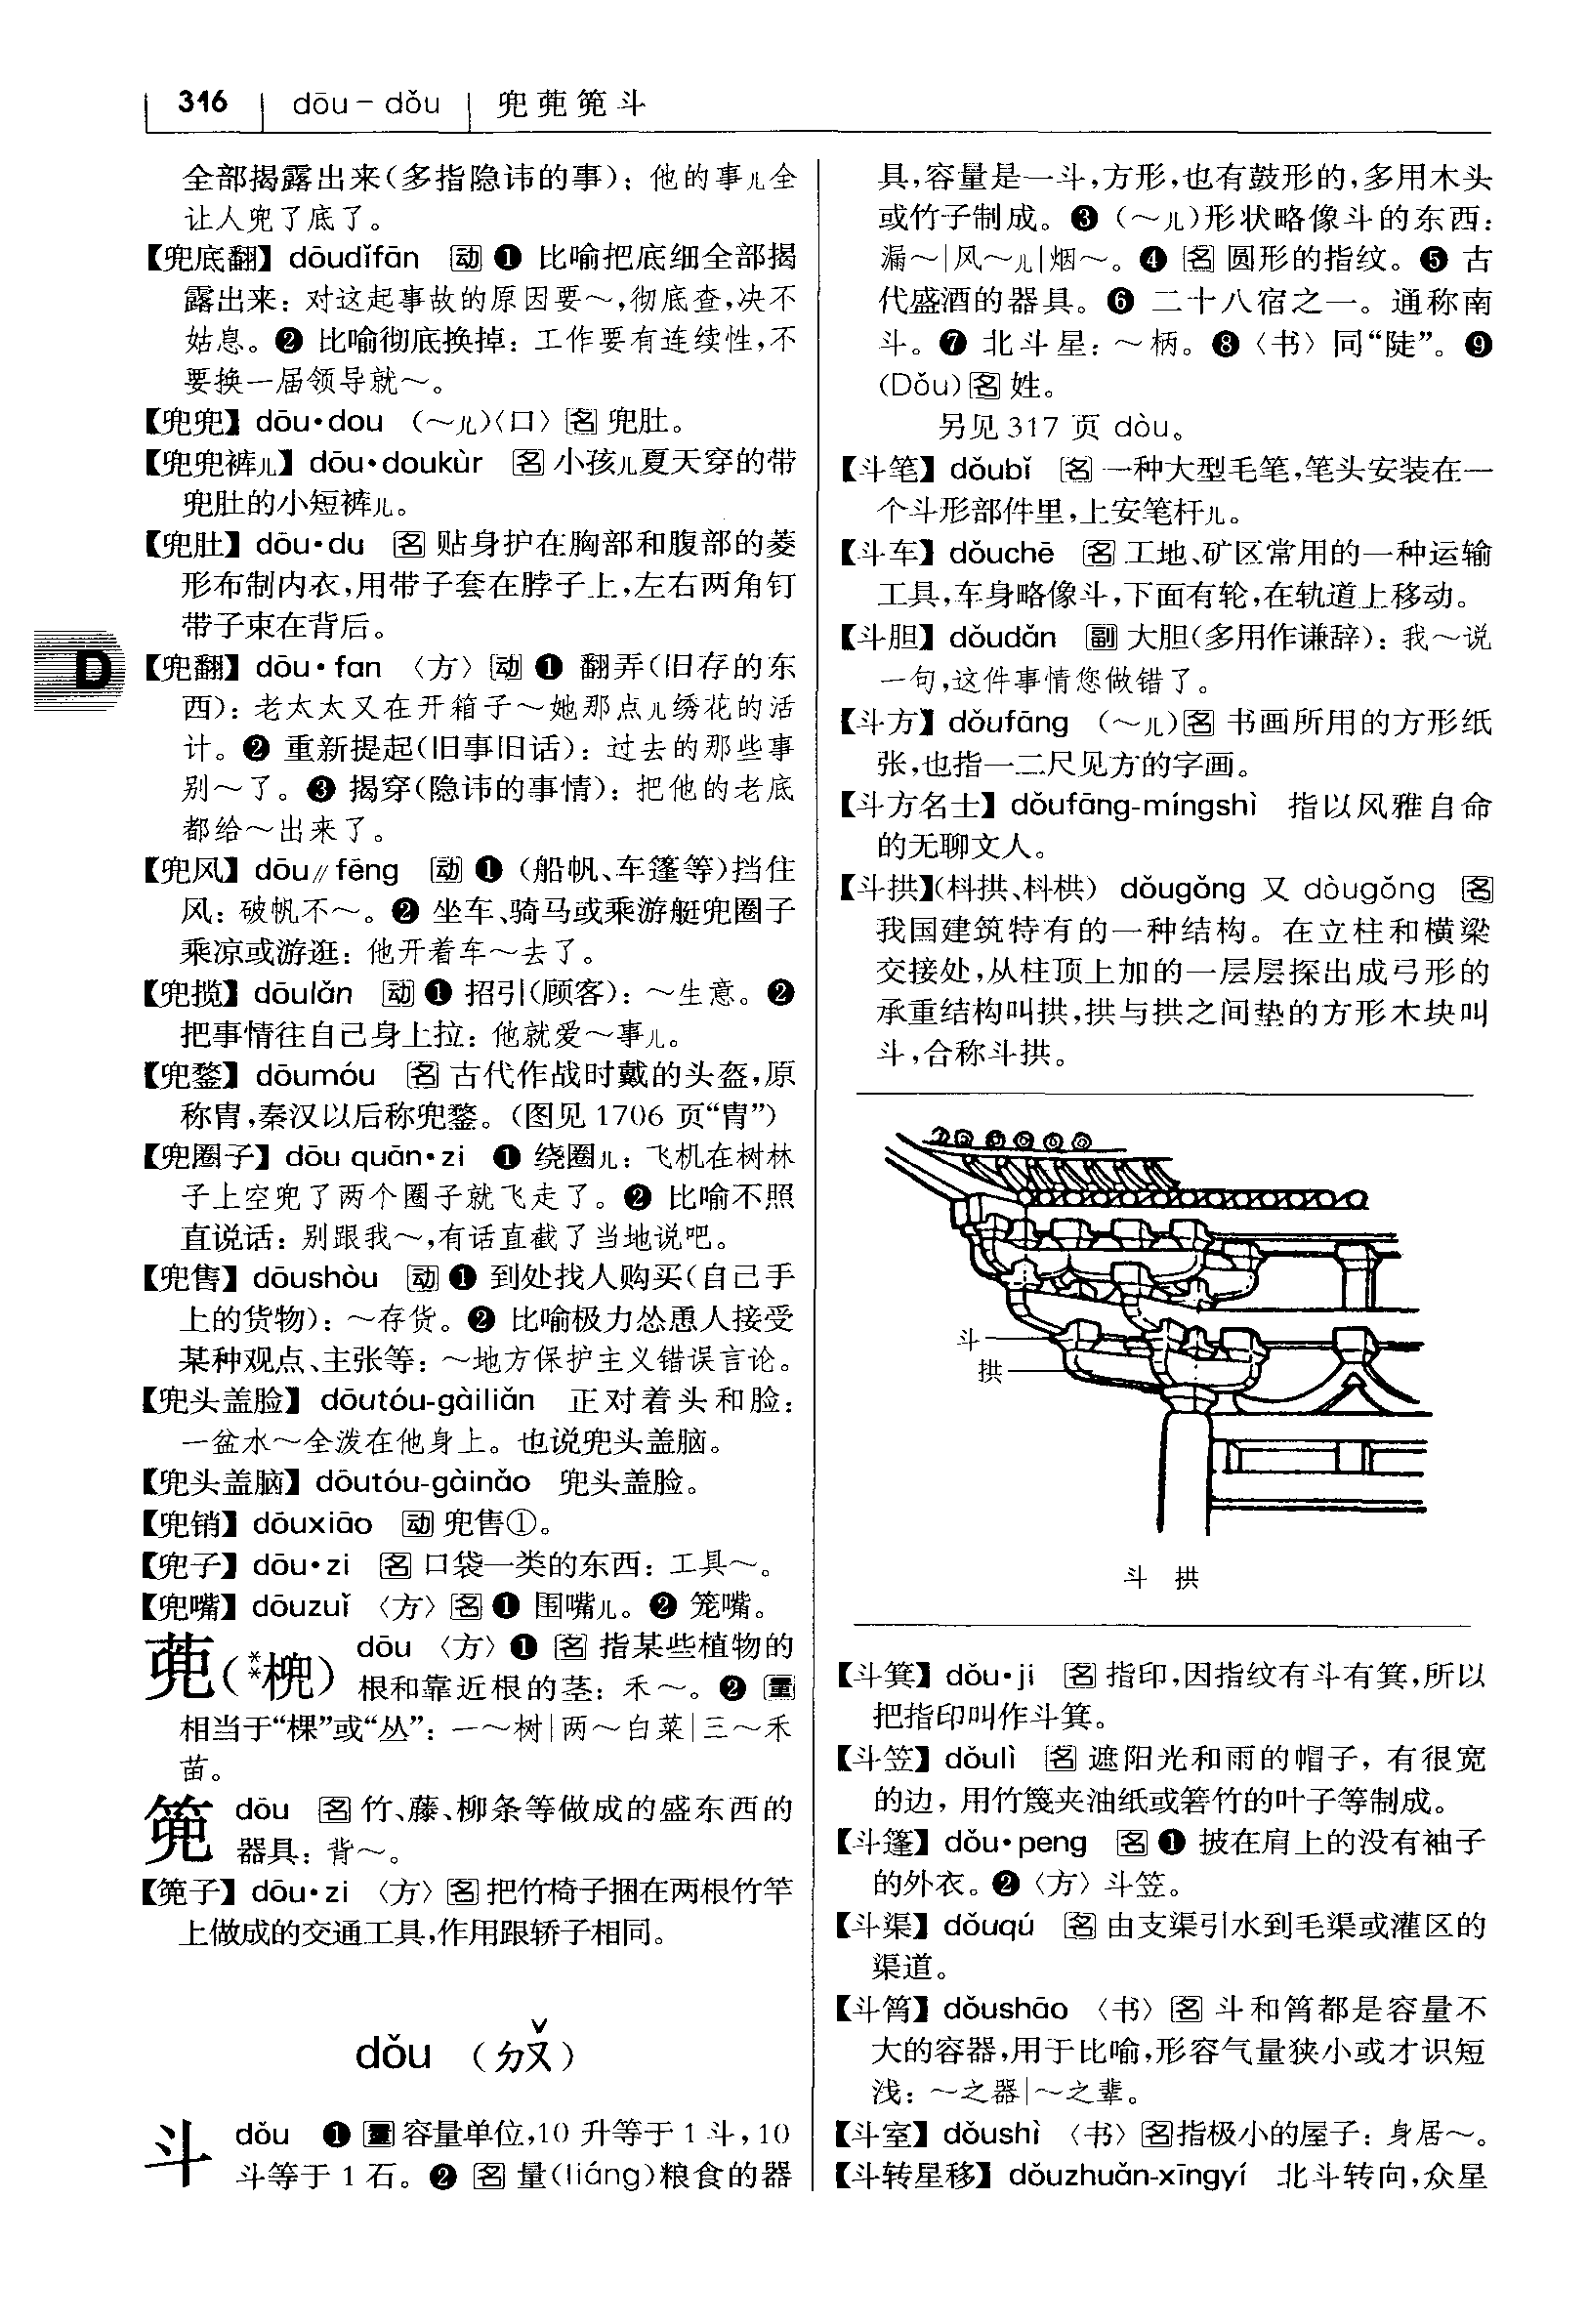 316 dōu－dǒu 兜蔸篼斗
全部揭露出来(多指隐讳的事)：他的事儿全
让人兜了底了。
【兜底翻】dōudǐfān 动 ❶ 比喻把底细全部揭
露出来：对这起事故的原因要～,彻底查,决不
姑息。❷ 比喻彻底换掉：工作要有连续性,不
要换一届领导就～。
【兜兜】dōu•dou （～儿）〈口〉名 兜肚。
【兜兜裤儿】dōu•doukùr 名 小孩儿夏天穿的带
兜肚的小短裤儿。
【兜肚】dōu•du 名 贴身护在胸部和腹部的菱
形布制内衣,用带子套在脖子上,左右两角钉
带子束在背后。
D
【兜翻】dōu•fan 〈方〉动 ❶ 翻弄(旧存的东
西)：老太太又在开箱子～她那点儿绣花的活
计。❷ 重新提起(旧事旧话)：过去的那些事
别～了。❸ 揭穿(隐讳的事情)：把他的老底
都给～出来了。
【兜风】dōu∥fēng 动 ❶ (船帆、车篷等)挡住
风：破帆不～。❷ 坐车、骑马或乘游艇兜圈子
乘凉或游逛：他开着车～去了。
【兜揽】dōulǎn 动 ❶ 招引(顾客)：～生意。❷
把事情往自己身上拉：他就爱～事儿。
【兜鍪】dōumóu 名 古代作战时戴的头盔,原
称胄,秦汉以后称兜鍪。(图见 1706 页“胄”)
【兜圈子】dōu quān•zi ❶ 绕圈儿：飞机在树林
子上空兜了两个圈子就飞走了。❷ 比喻不照
直说话：别跟我～,有话直截了当地说吧。
【兜售】dōushòu 动 ❶ 到处找人购买(自己手
上的货物)：～存货。❷ 比喻极力怂恿人接受
某种观点、主张等：～地方保护主义错误言论。
【兜头盖脸】dōutóu-gàiliǎn 正对着头和脸：
一盆水～全泼在他身上。也说兜头盖脑。
【兜头盖脑】dōutóu-gàinǎo 兜头盖脸。
【兜销】dōuxiāo 动 兜售①。
【兜子】dōu•zi 名 口袋一类的东西：工具～。
【兜嘴】dōuzuǐ 〈方〉名 ❶ 围嘴儿。❷ 笼嘴。
蔸(**槐) dōu 〈方〉❶ 名 指某些植物的
根和靠近根的茎：禾～。❷ 量
相当于“棵”或“丛”：一～树|两～白菜|三～禾
苗。
篼 dōu 名 竹、藤、柳条等做成的盛东西的
器具：背～。
【篼子】dōu•zi 〈方〉名 把竹椅子捆在两根竹竿
上做成的交通工具,作用跟轿子相同。
dǒu （ㄉㄡˇ）
斗 dǒu ❶ 量 容量单位,10 升等于 1 斗,10
斗等于 1 石。❷ 名 量(liáng)粮食的器
具,容量是一斗,方形,也有鼓形的,多用木头
或竹子制成。❸ (～儿)形状略像斗的东西：
漏～|风～儿|烟～。❹ 名 圆形的指纹。❺ 古
代盛酒的器具。❻ 二十八宿之一。通称南
斗。❼ 北斗星：～柄。❽〈书〉同“陡”。❾
(Dǒu) 名 姓。
另见 317 页 dòu。
【斗笔】dǒubǐ 名 一种大型毛笔,笔头安装在一
个斗形部件里,上安笔杆儿。
【斗车】dǒuchē 名 工地、矿区常用的一种运输
工具,车身略像斗,下面有轮,在轨道上移动。
【斗胆】dǒudǎn 副 大胆(多用作谦辞)：我～说
一句,这件事情您做错了。
【斗方】dǒufāng （～儿）名 书画所用的方形纸
张,也指一二尺见方的字画。
【斗方名士】dǒufāng-míngshì 指以风雅自命
的无聊文人。
【斗拱】(枓拱、枓栱) dǒugǒng 又 dòugǒng 名
我国建筑特有的一种结构。在立柱和横梁
交接处,从柱顶上加的一层层探出成弓形的
承重结构叫拱,拱与拱之间垫的方形木块叫
斗,合称斗拱。
斗
拱
斗 拱
【斗箕】dǒu•ji 名 指印,因指纹有斗有箕,所以
把指印叫作斗箕。
【斗笠】dǒulì 名 遮阳光和雨的帽子,有很宽
的边,用竹篾夹油纸或箬竹的叶子等制成。
【斗篷】dǒu•peng 名 ❶ 披在肩上的没有袖子
的外衣。❷〈方〉斗笠。
【斗渠】dǒuqú 名 由支渠引水到毛渠或灌区的
渠道。
【斗筲】dǒushāo 〈书〉名 斗和筲都是容量不
大的容器,用于比喻,形容气量狭小或才识短
浅：～之器|～之辈。
【斗室】dǒushì 〈书〉名 指极小的屋子：身居～。
【斗转星移】dǒuzhuǎn-xīngyí 北斗转向,众星